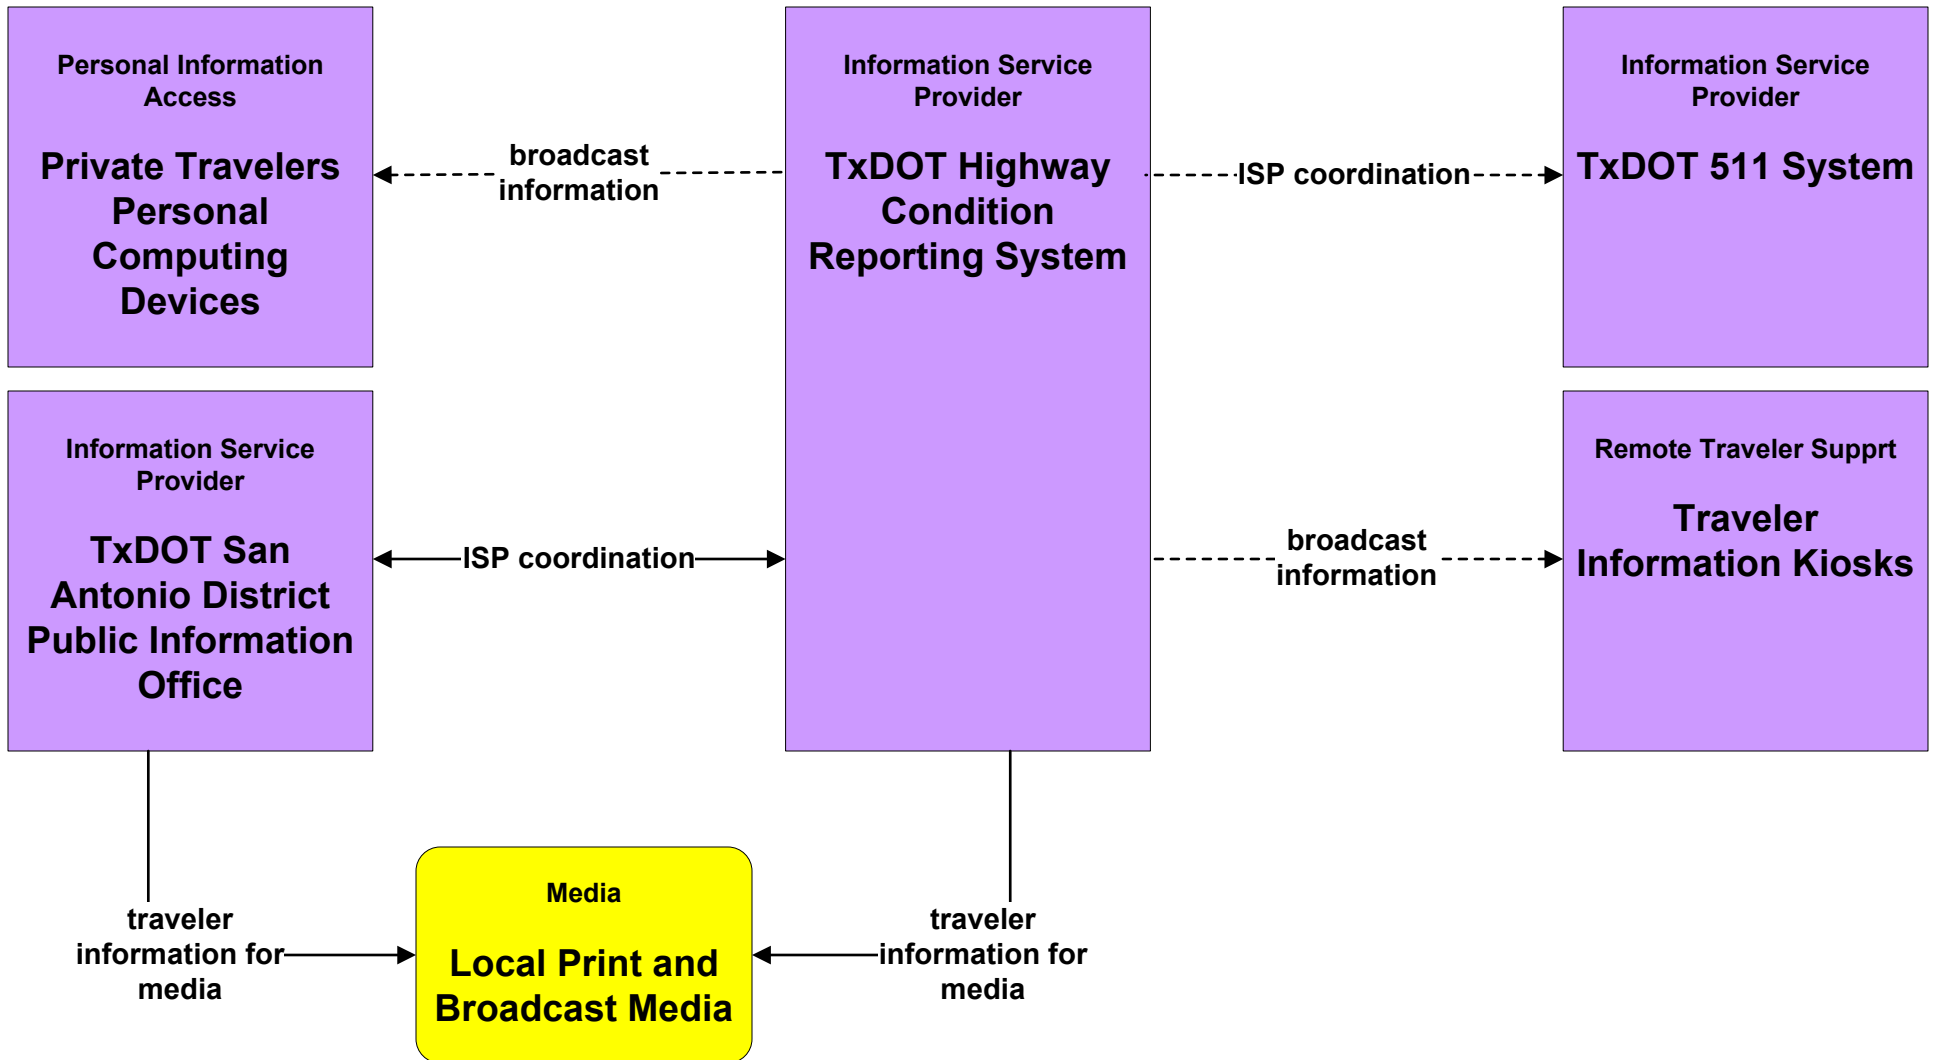 Personal Information
Access
Private Travelers
Personal
Computing
Devices
broadcast
information
Information Service
Provider
TxDOT Highway
Condition
Reporting System
ISP coordination
Information Service
Provider
TxDOT 511 System
Information Service
Provider
TxDOT San
Antonio District
Public Information
Office
ISP coordination
broadcast
information
Remote Traveler Supprt
Traveler
Information Kiosks
traveler
information for
media
Media
Local Print and
Broadcast Media
traveler
information for
media